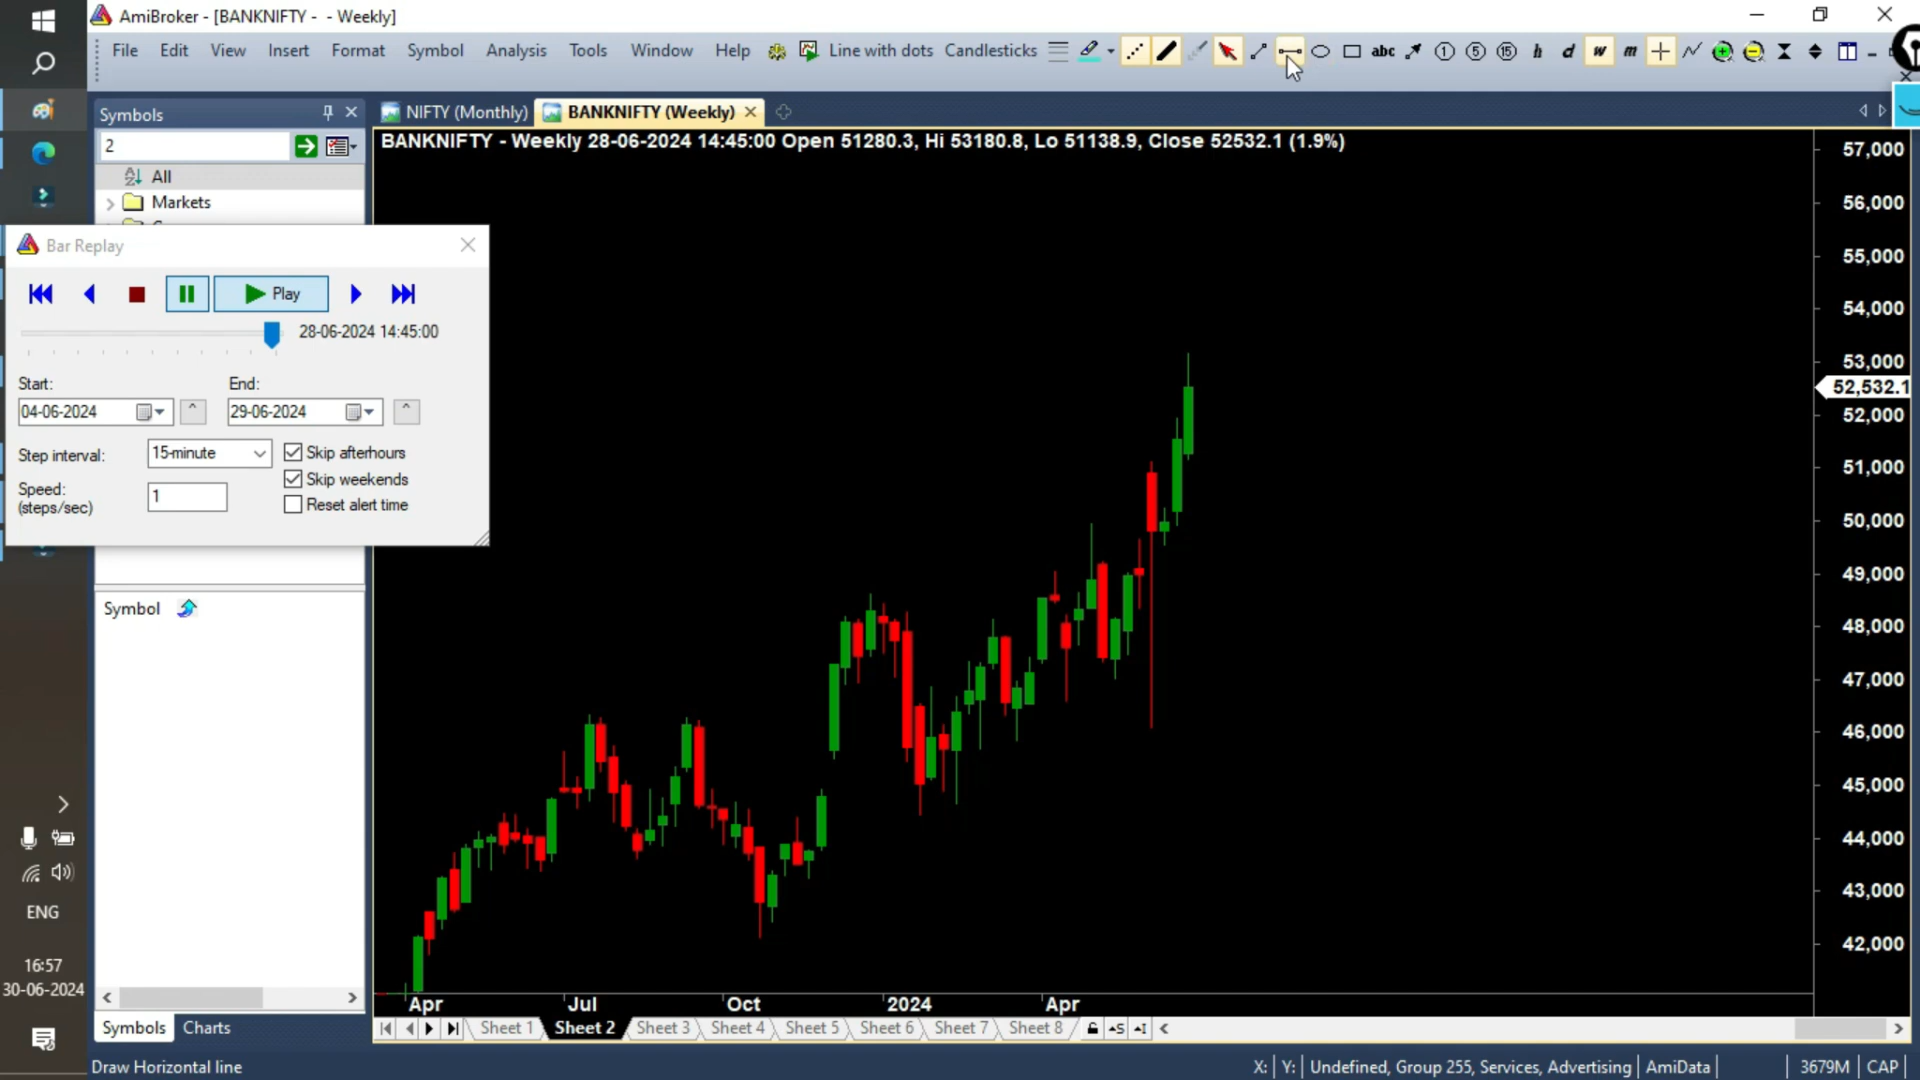 AmiBroker - [BANKNIFTY - - Weekly]
File Edit View Insert Format Symbol Analysis Tools Window Help Line with dots Candlesticks abc 1 5 15 h d w m
Symbols
NIFTY (Monthly) BANKNIFTY (Weekly)
2
All
Markets
BANKNIFTY - Weekly 28-06-2024 14:45:00 Open 51280.3, Hi 53180.8, Lo 51138.9, Close 52532.1 (1.9%)
Bar Replay
Play
28-06-2024 14:45:00
Start: End:
04-06-2024 29-06-2024
Step interval: 15-minute Skip afterhours
Skip weekends
Speed: 1
(steps/sec)
Reset alert time
Symbol
57,000
56,000
55,000
54,000
53,000
52,532.1
52,000
51,000
50,000
49,000
48,000
47,000
46,000
45,000
44,000
43,000
42,000
Apr Jul Oct 2024 Apr
Symbols Charts
Sheet 1 Sheet 2 Sheet 3 Sheet 4 Sheet 5 Sheet 6 Sheet 7 Sheet 8
ENG
16:57
30-06-2024
Draw Horizontal line
X: Y: Undefined, Group 255, Services, Advertising AmiData 3679M CAP